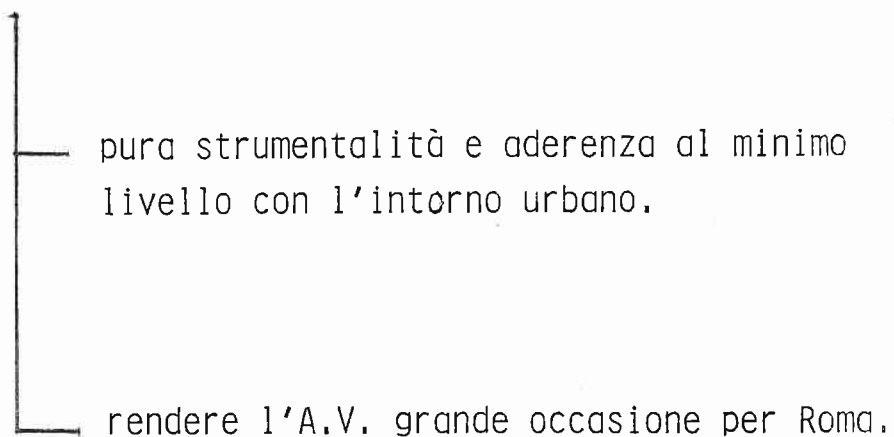 pura strumentalità e aderenza al minimo
livello con l'intorno urbano.
rendere l'A.V. grande occasione per Roma.